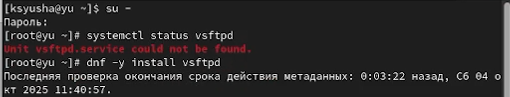 [ksyusha@yu ~]$ su -
Пароль:
[root@yu ~]# systemctl status vsftpd
Unit vsftpd.service could not be found.
[root@yu ~]# dnf -y install vsftpd
Последняя проверка окончания срока действия метаданных: 0:03:22 назад, Сб 04 о
кт 2025 11:40:57.